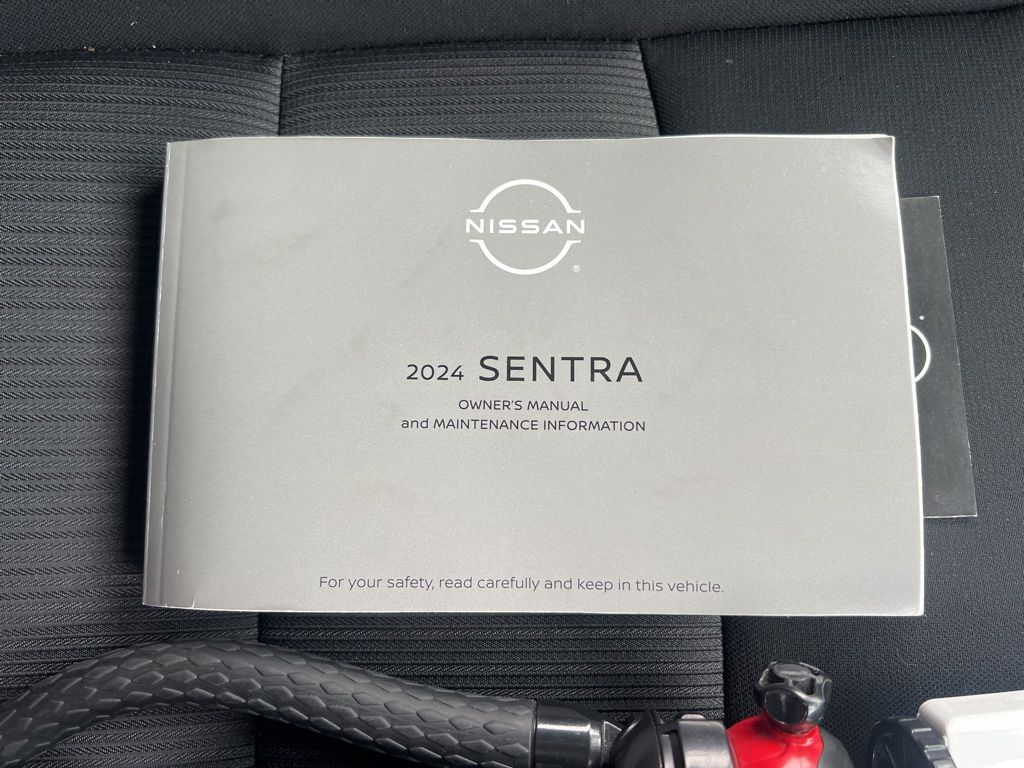 NISSAN
®
2024 SENTRA
OWNER'S MANUAL
and MAINTENANCE INFORMATION
For your safety, read carefully and keep in this vehicle.